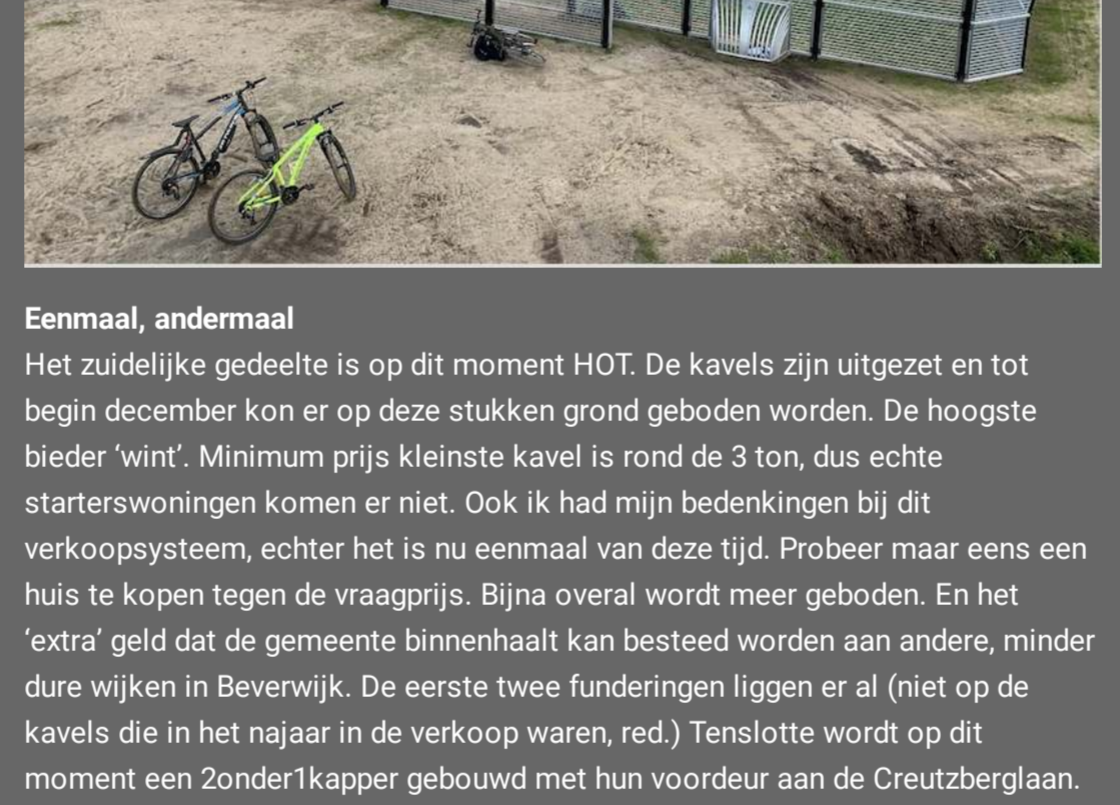 Eenmaal, andermaal
Het zuidelijke gedeelte is op dit moment HOT. De kavels zijn uitgezet en tot
begin december kon er op deze stukken grond geboden worden. De hoogste
bieder ‘wint’. Minimum prijs kleinste kavel is rond de 3 ton, dus echte
starterswoningen komen er niet. Ook ik had mijn bedenkingen bij dit
verkoopsysteem, echter het is nu eenmaal van deze tijd. Probeer maar eens een
huis te kopen tegen de vraagprijs. Bijna overal wordt meer geboden. En het
‘extra’ geld dat de gemeente binnenhaalt kan besteed worden aan andere, minder
dure wijken in Beverwijk. De eerste twee funderingen liggen er al (niet op de
kavels die in het najaar in de verkoop waren, red.) Tenslotte wordt op dit
moment een 2onder1kapper gebouwd met hun voordeur aan de Creutzberglaan.